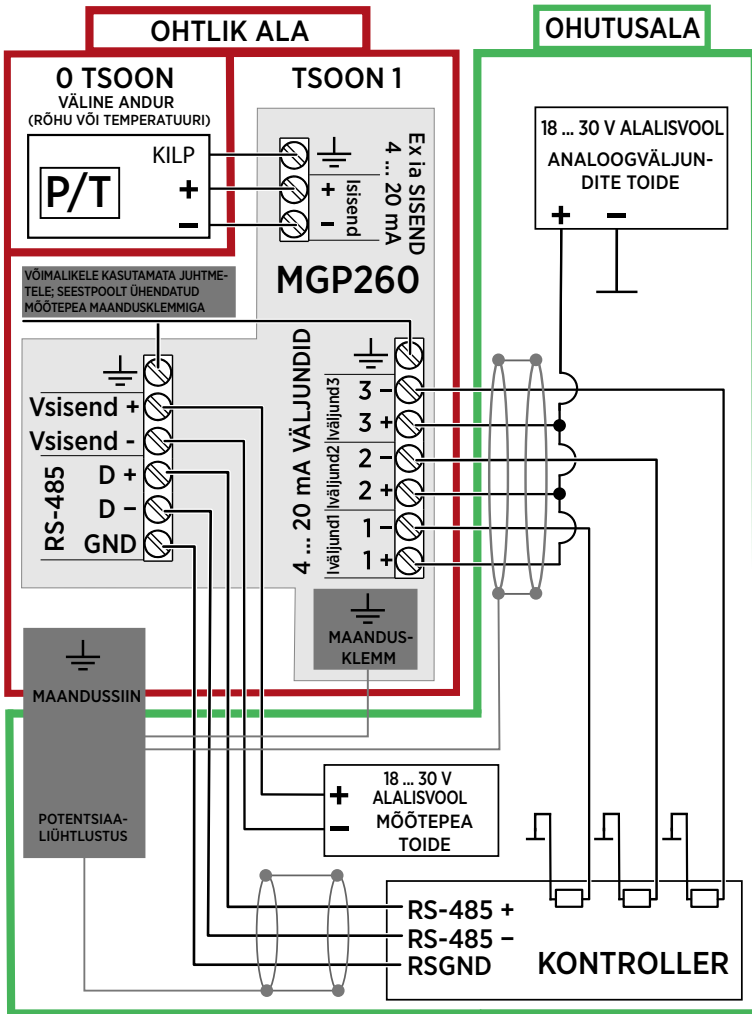 OHTLIK ALA
OHUTUSALA
0 TSOON
VÄLINE ANDUR
(RÕHU VÕI TEMPERATUURI)
KILP
P/T
+
−
TSOON 1
+
−
Isisend
Ex ia SISEND
4 ... 20 mA
MGP260
18 ... 30 V ALALISVOOL
ANALOOGVÄLJUN-
DITE TOIDE
+ −
VÕIMALIKELE KASUTAMATA JUHTME-
TELE; SEESTPOOLT ÜHENDATUD
MÕÕTEPEA MAANDUSKLEMMIGA
Vsisend +
Vsisend -
RS-485
D +
D −
GND
4 ... 20 mA VÄLJUNDID
Iväljund3
3 −
3 +
Iväljund2
2 −
2 +
Iväljund1
1 −
1 +
MAANDUS-
KLEMM
MAANDUSSIIN
POTENTSIAA-
LIÜHTLUSTUS
+
−
18 ... 30 V
ALALISVOOL
MÕÕTEPEA
TOIDE
RS-485 +
RS-485 −
RSGND
KONTROLLER